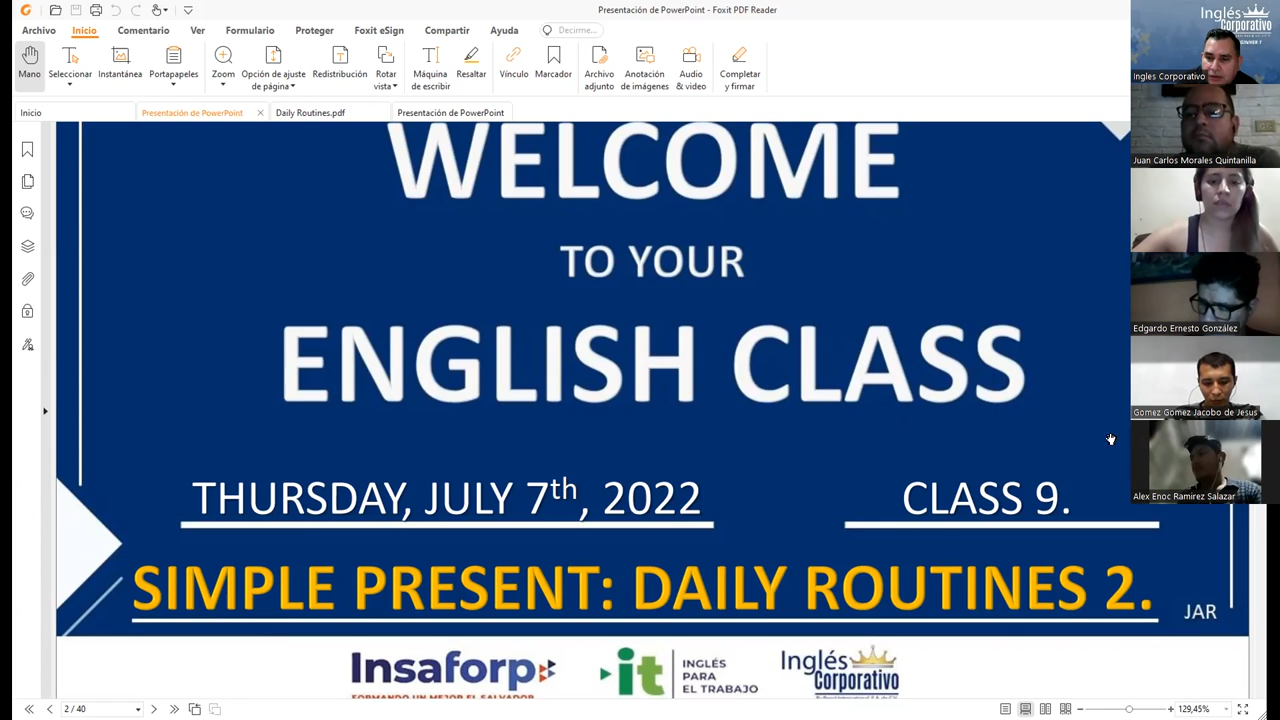 Presentación de PowerPoint - Foxit PDF Reader
Archivo Inicio Comentario Ver Formulario Proteger Foxit eSign Compartir Ayuda Decirme...
Mano Seleccionar Instantánea Portapapeles Zoom Opción de ajuste de página Redistribución Rotar vista Máquina de escribir Resaltar Vínculo Marcador Archivo adjunto Anotación de imágenes Audio & video Completar y firmar
Inicio Presentación de PowerPoint Daily Routines.pdf Presentación de PowerPoint
WELCOME
TO YOUR
ENGLISH CLASS
THURSDAY, JULY 7th, 2022 CLASS 9.
SIMPLE PRESENT: DAILY ROUTINES 2.
JAR
Insaforp
FORMANDO UN MEJOR EL SALVADOR
it INGLÉS PARA EL TRABAJO
Inglés Corporativo
Inglés Corporativo
Ingles Corporativo
Juan Carlos Morales Quintanilla
Edgardo Ernesto González
Gomez Gomez Jacobo de Jesus
Alex Enoc Ramirez Salazar
2 / 40
129,45%